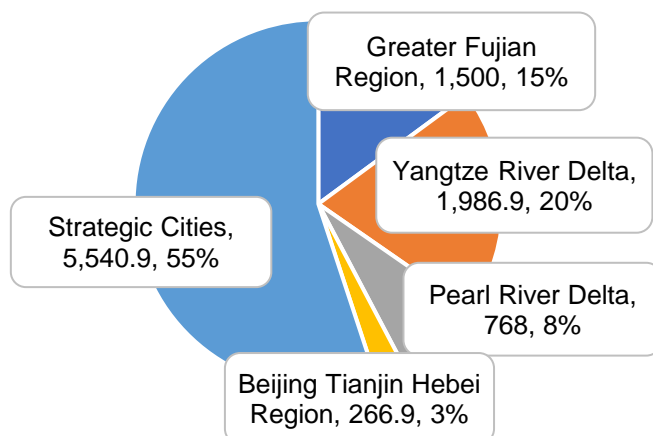 Greater Fujian
Region, 1,500, 15%
Yangtze River Delta,
1,986.9, 20%
Strategic Cities,
5,540.9, 55%
Pearl River Delta,
768, 8%
Beijing Tianjin Hebei
Region, 266.9, 3%